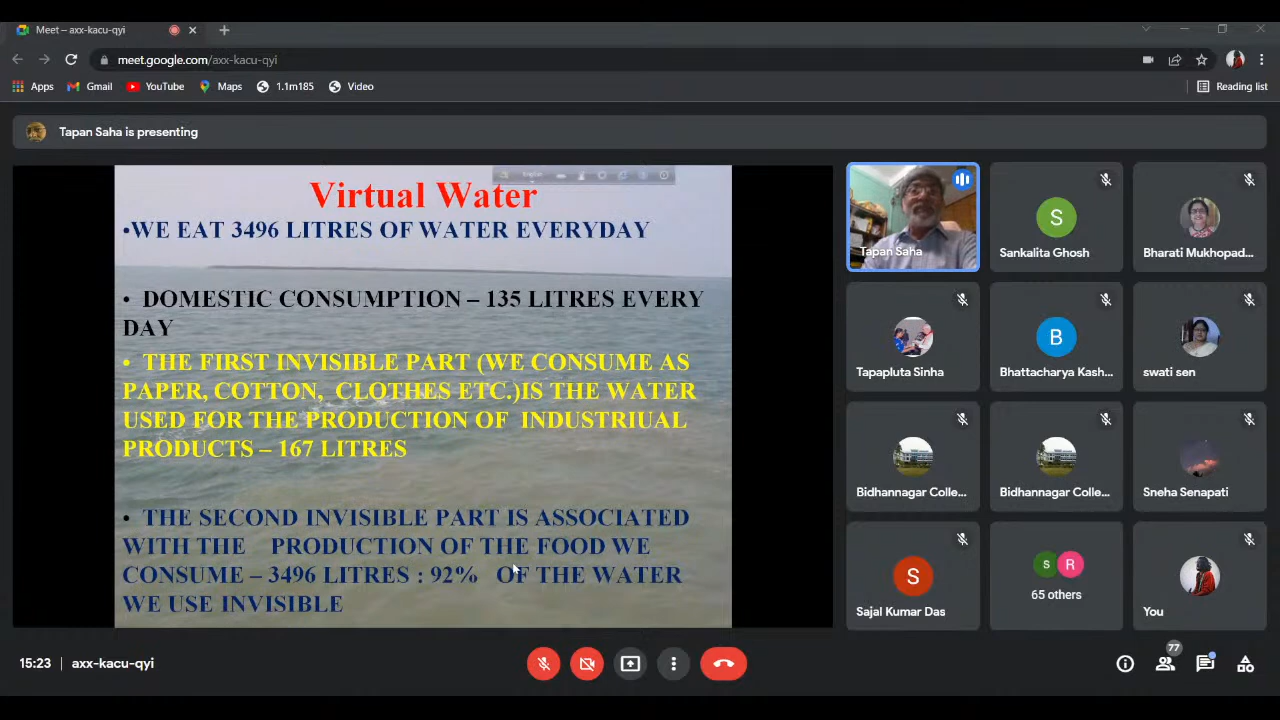 Meet – axx-kacu-qyi
meet.google.com/axx-kacu-qyi
Apps
Gmail
YouTube
Maps
1.1m185
Video
Reading list
Tapan Saha is presenting
Virtual Water
•WE EAT 3496 LITRES OF WATER EVERYDAY
• DOMESTIC CONSUMPTION – 135 LITRES EVERY
DAY
• THE FIRST INVISIBLE PART (WE CONSUME AS
PAPER, COTTON, CLOTHES ETC.)IS THE WATER
USED FOR THE PRODUCTION OF INDUSTRIUAL
PRODUCTS – 167 LITRES
• THE SECOND INVISIBLE PART IS ASSOCIATED
WITH THE PRODUCTION OF THE FOOD WE
CONSUME – 3496 LITRES : 92% OF THE WATER
WE USE INVISIBLE
English
Tapan Saha
S
Sankalita Ghosh
Bharati Mukhopad...
Tapapluta Sinha
B
Bhattacharya Kash...
swati sen
Bidhannagar Colle...
Bidhannagar Colle...
Sneha Senapati
S
Sajal Kumar Das
S R
65 others
You
15:23 | axx-kacu-qyi
77